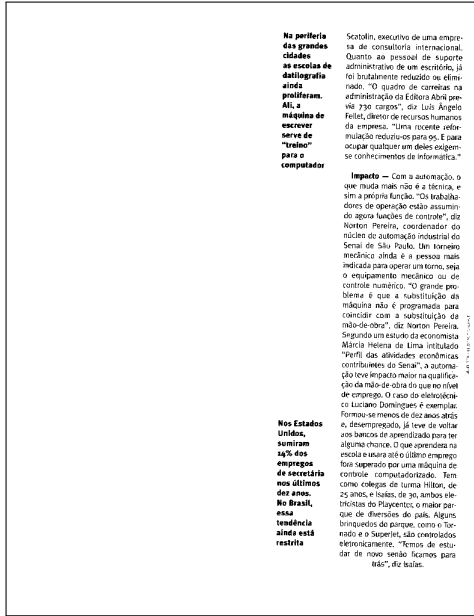 Na periferia
das grandes
cidades
as escolas de
datilografia
ainda
proliferam.
Ali, a
máquina de
escrever
serve de
"treino"
para o
computador
Nos Estados
Unidos,
sumiram
14% dos
empregos
de secretária
nos últimos
dez anos.
No Brasil,
essa
tendência
ainda está
restrita
Scatolin, executivo de uma empre-
sa de consultoria internacional.
Quanto ao pessoal de suporte
administrativo de um escritório, já
foi brutalmente reduzido ou elimi-
nado. "O quadro de carreiras na
administração da Editora Abril pre-
via 730 cargos", diz Luís Ângelo
Fellet, diretor de recursos humanos
da empresa. "Uma recente refor-
mulação reduziu-os para 95. E para
ocupar qualquer um deles exigem-
se conhecimentos de informática."
Impacto — Com a automação, o
que muda mais não é a técnica, e
sim a própria função. "Os trabalha-
dores de operação estão assumin-
do agora funções de controle", diz
Norton Pereira, coordenador do
núcleo de automação industrial do
Senai de São Paulo. Um torneiro
mecânico ainda é a pessoa mais
indicada para operar um torno, seja
o equipamento mecânico ou de
controle numérico. "O grande pro-
blema é que a substituição da
máquina não é programada para
coincidir com a substituição da
mão-de-obra", diz Norton Pereira.
Segundo um estudo da economista
Márcia Helena de Lima intitulado
"Perfil das atividades econômicas
contribuintes do Senai", a automa-
ção teve impacto maior na qualifica-
ção da mão-de-obra do que no nível
de emprego. O caso do eletrotécni-
co Luciano Domingues é exemplar.
Formou-se menos de dez anos atrás
e, desempregado, já teve de voltar
aos bancos de aprendizado para ter
alguma chance. O que aprendera na
escola e usara até o último emprego
fora superado por uma máquina de
controle computadorizado. Tem
como colegas de turma Hilton, de
25 anos, e Isaías, de 30, ambos ele-
tricistas do Playcenter, o maior par-
que de diversões do país. Alguns
brinquedos do parque, como o Tor-
nado e o SuperJet, são controlados
eletronicamente. "Temos de estu-
dar de novo senão ficamos para
trás", diz Isaías.